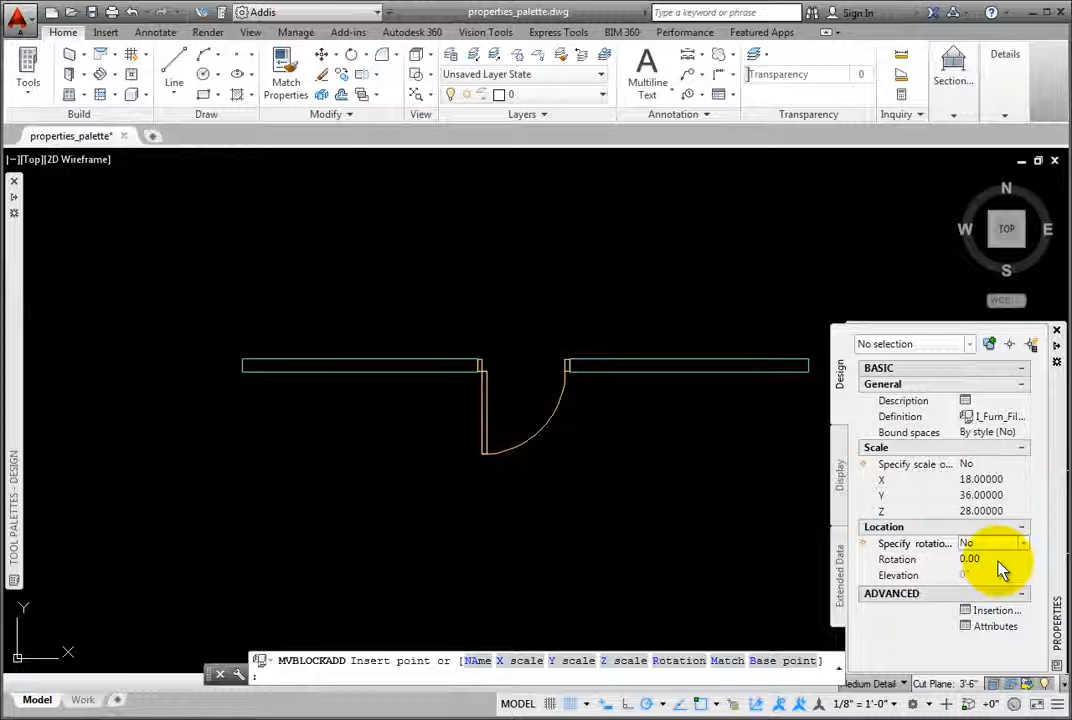 Addis
properties_palette.dwg
Type a keyword or phrase
Sign In
Home Insert Annotate Render View Manage Add-ins Autodesk 360 Vision Tools Express Tools BIM 360 Performance Featured Apps
Tools
Line
Match
Properties
Unsaved Layer State
0
Multiline
Text
Transparency 0
Section...
Details
Build Draw Modify View Layers Annotation Transparency Inquiry
properties_palette*
[−][Top][2D Wireframe]
N
W TOP E
S
WCS
No selection
Design
BASIC
General
Description
Definition I_Furn_Fil...
Bound spaces By style (No)
Scale
Display
Specify scale o... No
X 18.00000
Y 36.00000
Z 28.00000
Location
Specify rotatio... No
Rotation 0.00
Elevation 0"
Extended Data
ADVANCED
Insertion...
Attributes
PROPERTIES
TOOL PALETTES - DESIGN
Y
X
MVBLOCKADD Insert point or [NAme X scale Y scale Z scale Rotation Match Base point]
:
Medium Detail Cut Plane: 3'-6"
Model Work
MODEL
1/8" = 1'-0"
+0"